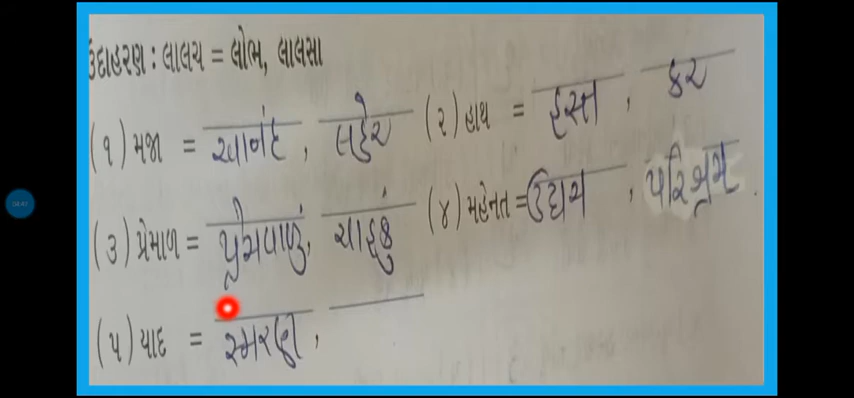 ઉદાહરણ : લાલચ = લોભ, લાલસા
(૧) મજા = આનંદ, લહેર (૨) હાથ = હસ્ત, કર
(૩) પ્રેમાળ = પ્રેમવાળું, ચાહકું (૪) મહેનત = ઉદ્યમ, પરિશ્રમ.
(૫) યાદ = સ્મરણ,